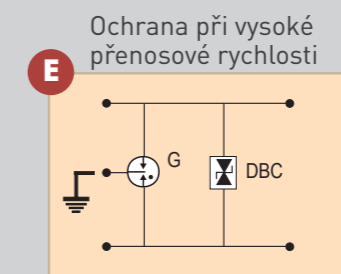 Ochrana při vysoké
přenosové rychlosti
E
G
DBC